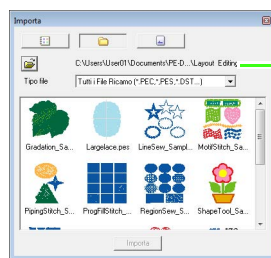 Importa
C:\Users\User01\Documents\PE-D...\Layout Editing
Tipo file
Tutti i File Ricamo (*.PEC,*.PES,*.DST...)
Gradation_Sa...
Largelace.pes
LineSew_Sampl...
MotifStitch_Sa...
PipingStitch_S...
ProgFillStitch_...
RegionSew_S...
ShapeTool_Sa...
Importa